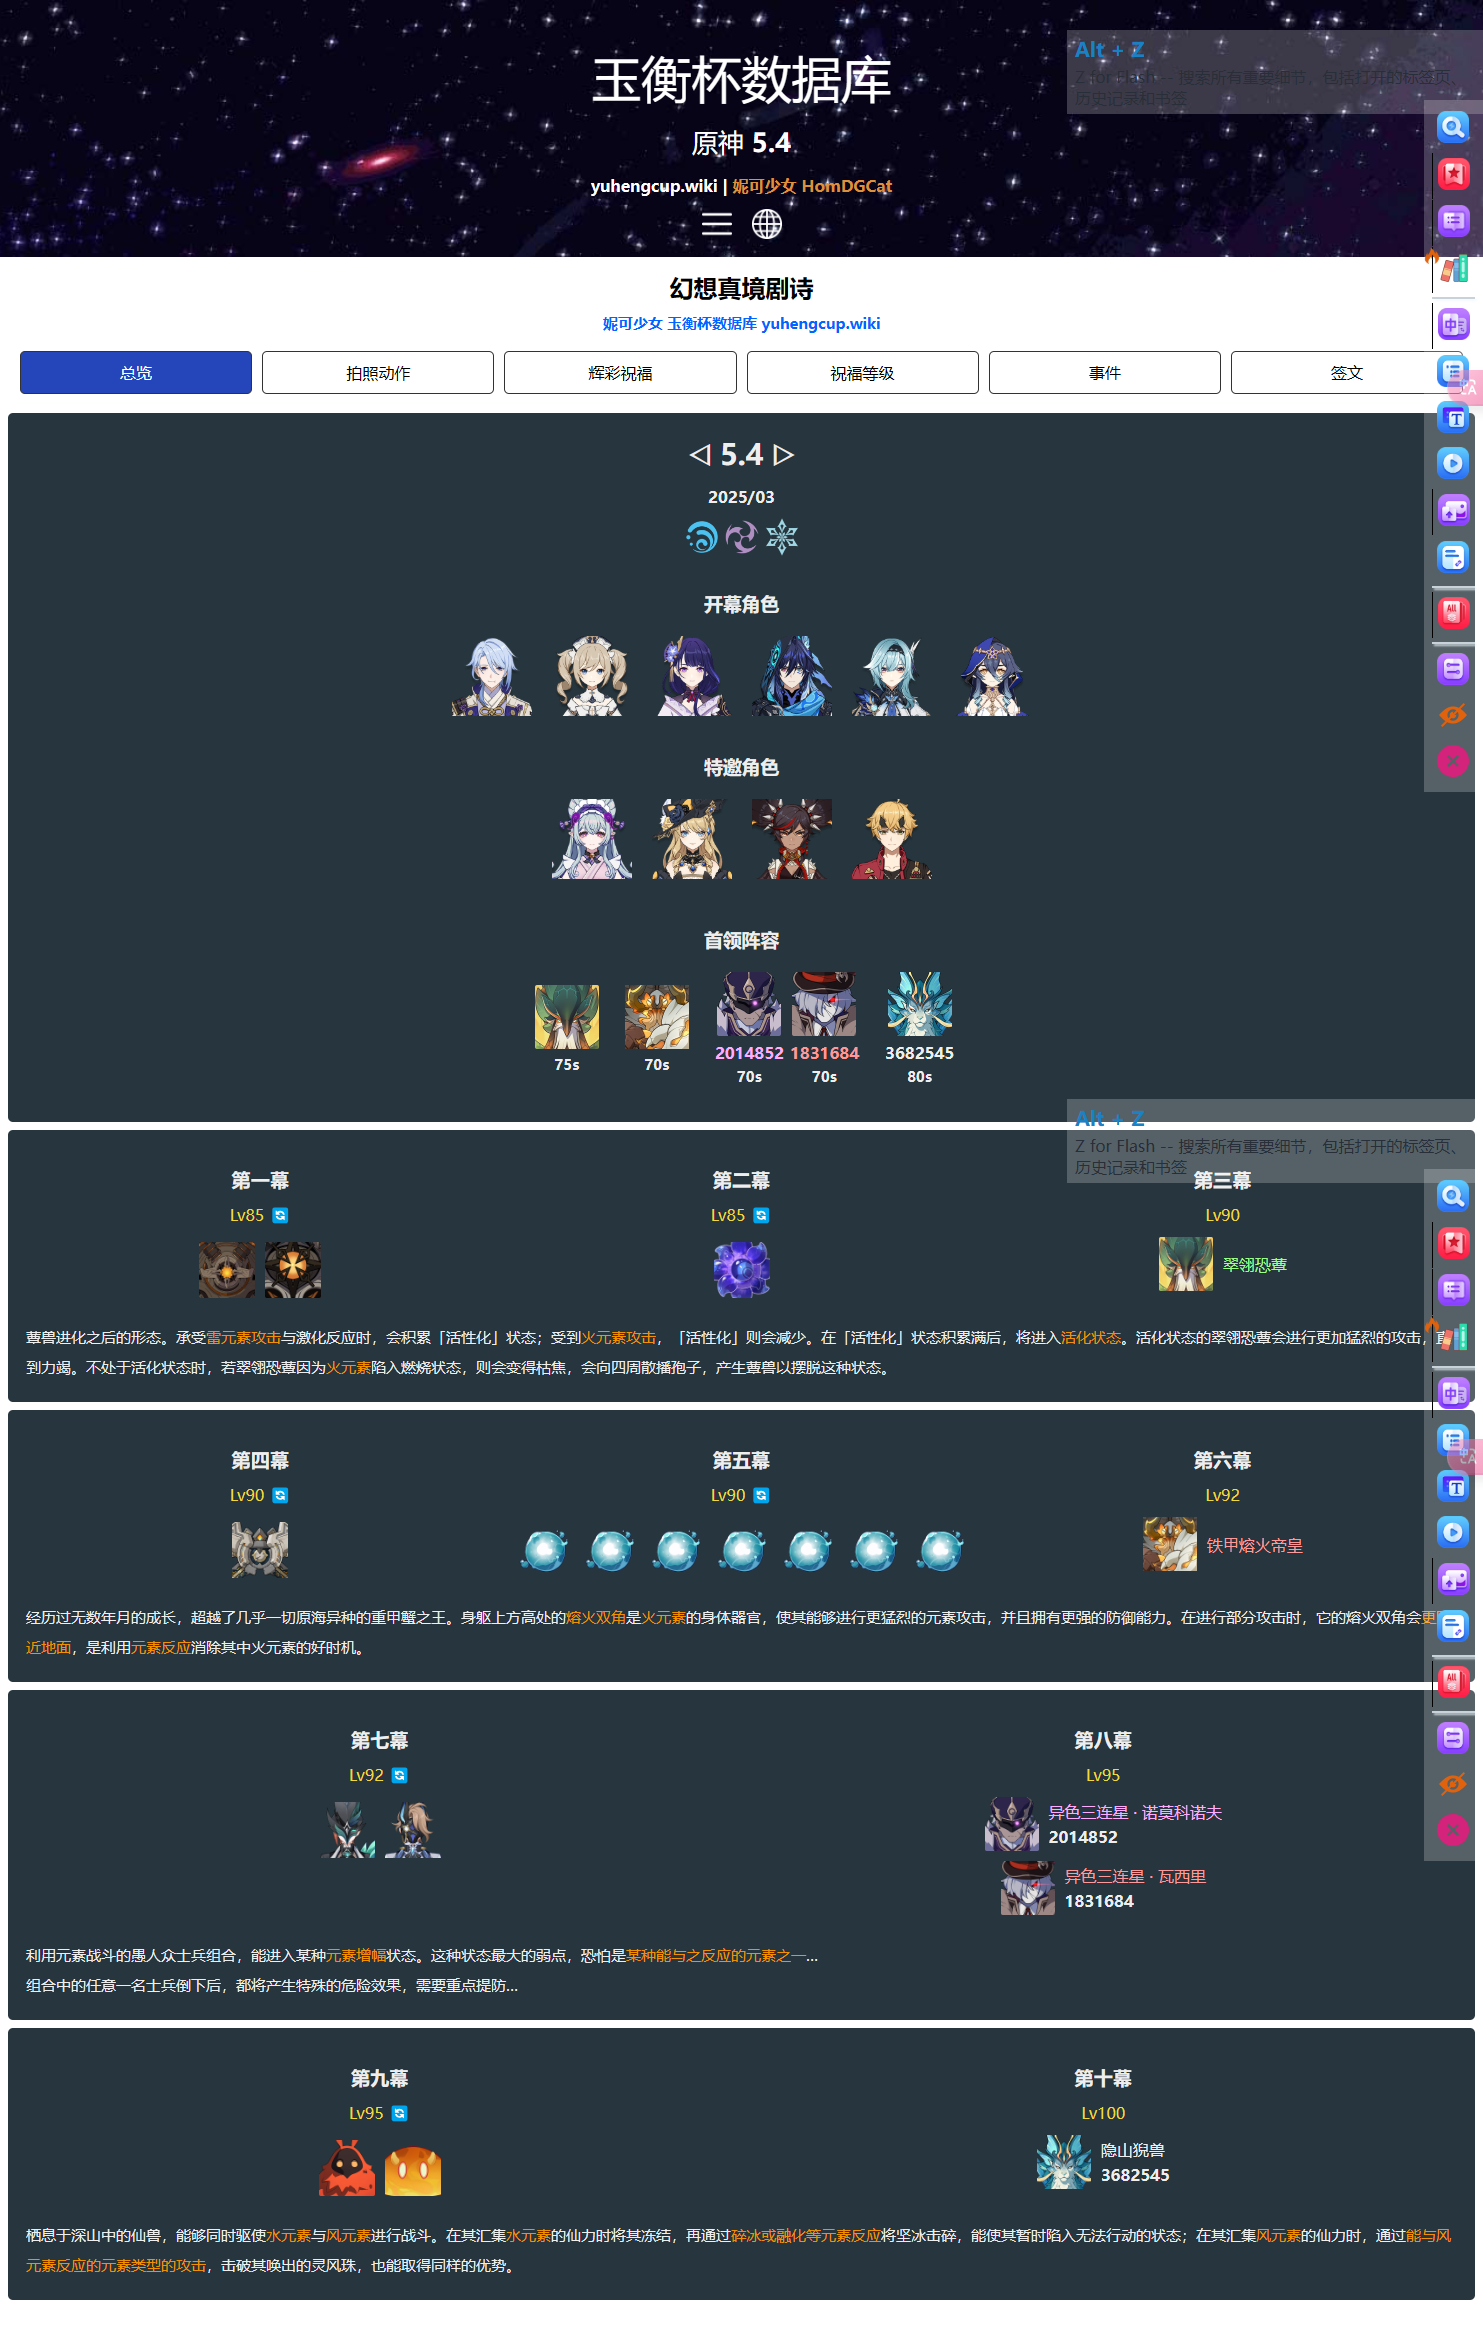 Alt + Z
Z for Flash -- 搜索所有重要细节，包括打开的标签页、
历史记录和书签
玉衡杯数据库
原神 5.4
yuhengcup.wiki | 妮可少女 HomDGCat
幻想真境剧诗
妮可少女 玉衡杯数据库 yuhengcup.wiki
总览 拍照动作 辉彩祝福 祝福等级 事件 签文
5.4
2025/03
开幕角色
特邀角色
首领阵容
2014852 1831684 3682545
75s 70s 70s 70s 80s
Alt + Z
Z for Flash -- 搜索所有重要细节，包括打开的标签页、
历史记录和书签
第一幕 第二幕 第三幕
Lv85 Lv85 Lv90
翠翎恐蕈
蕈兽进化之后的形态。承受雷元素攻击与激化反应时，会积累「活性化」状态；受到火元素攻击，「活性化」则会减少。在「活性化」状态积累满后，将进入活化状态。活化状态的翠翎恐蕈会进行更加猛烈的攻击，直
到力竭。不处于活化状态时，若翠翎恐蕈因为火元素陷入燃烧状态，则会变得枯焦，会向四周散播孢子，产生蕈兽以摆脱这种状态。
第四幕 第五幕 第六幕
Lv90 Lv90 Lv92
铁甲熔火帝皇
经历过无数年月的成长，超越了几乎一切原海异种的重甲蟹之王。身躯上方高处的熔火双角是火元素的身体器官，使其能够进行更猛烈的元素攻击，并且拥有更强的防御能力。在进行部分攻击时，它的熔火双角会更
近地面，是利用元素反应消除其中火元素的好时机。
第七幕 第八幕
Lv92 Lv95
异色三连星 · 诺莫科诺夫
2014852
异色三连星 · 瓦西里
1831684
利用元素战斗的愚人众士兵组合，能进入某种元素增幅状态。这种状态最大的弱点，恐怕是某种能与之反应的元素之一...
组合中的任意一名士兵倒下后，都将产生特殊的危险效果，需要重点提防...
第九幕 第十幕
Lv95 Lv100
隐山猊兽
3682545
栖息于深山中的仙兽，能够同时驱使水元素与风元素进行战斗。在其汇集水元素的仙力时将其冻结，再通过碎冰或融化等元素反应将坚冰击碎，能使其暂时陷入无法行动的状态；在其汇集风元素的仙力时，通过能与风
元素反应的元素类型的攻击，击破其唤出的灵风珠，也能取得同样的优势。